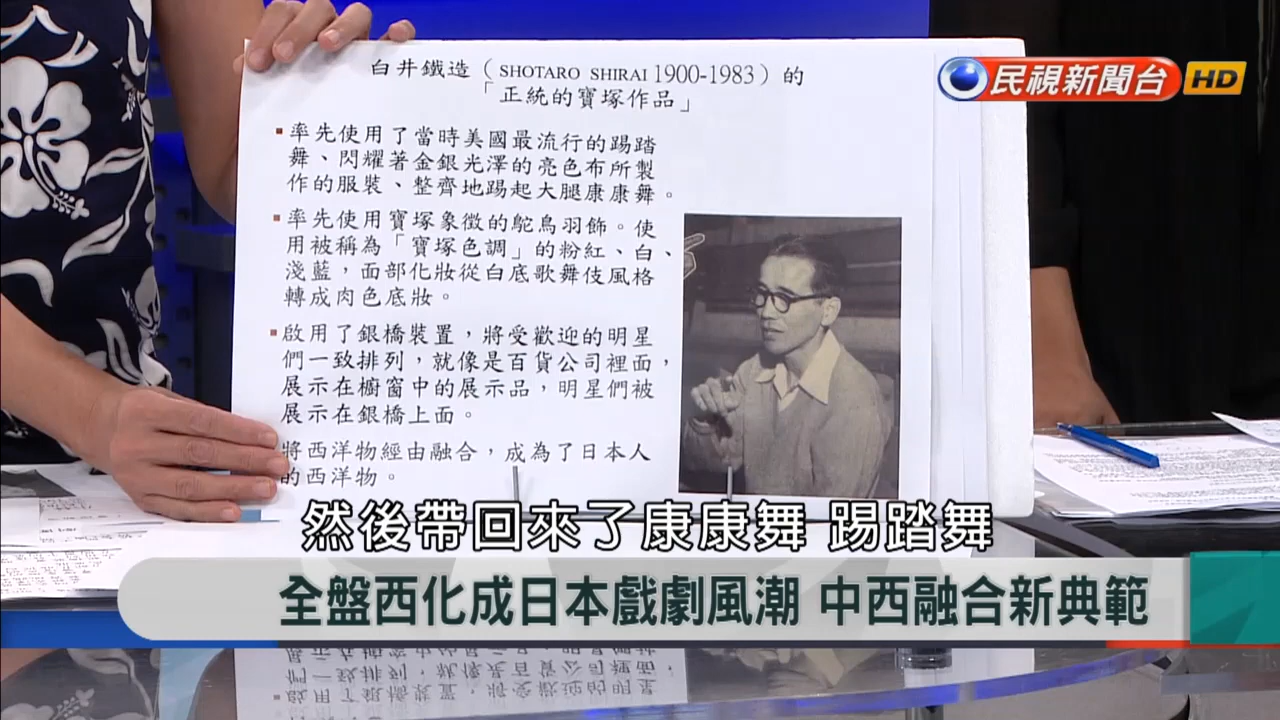 白井鐵造（SHOTARO SHIRAI 1900-1983）的
「正統的寶塚作品」
民視新聞台 HD
率先使用了當時美國最流行的踢踏
舞、閃耀著金銀光澤的亮色布所製
作的服裝、整齊地踢起大腿康康舞。
率先使用寶塚象徵的鴕鳥羽飾。使
用被稱為「寶塚色調」的粉紅、白、
淺藍，面部化妝從白底歌舞伎風格
轉成肉色底妝。
啟用了銀橋裝置，將受歡迎的明星
們一致排列，就像是百貨公司裡面，
展示在櫥窗中的展示品，明星們被
展示在銀橋上面。
將西洋物經由融合，成為了日本人
的西洋物。
然後帶回來了康康舞 踢踏舞
全盤西化成日本戲劇風潮 中西融合新典範